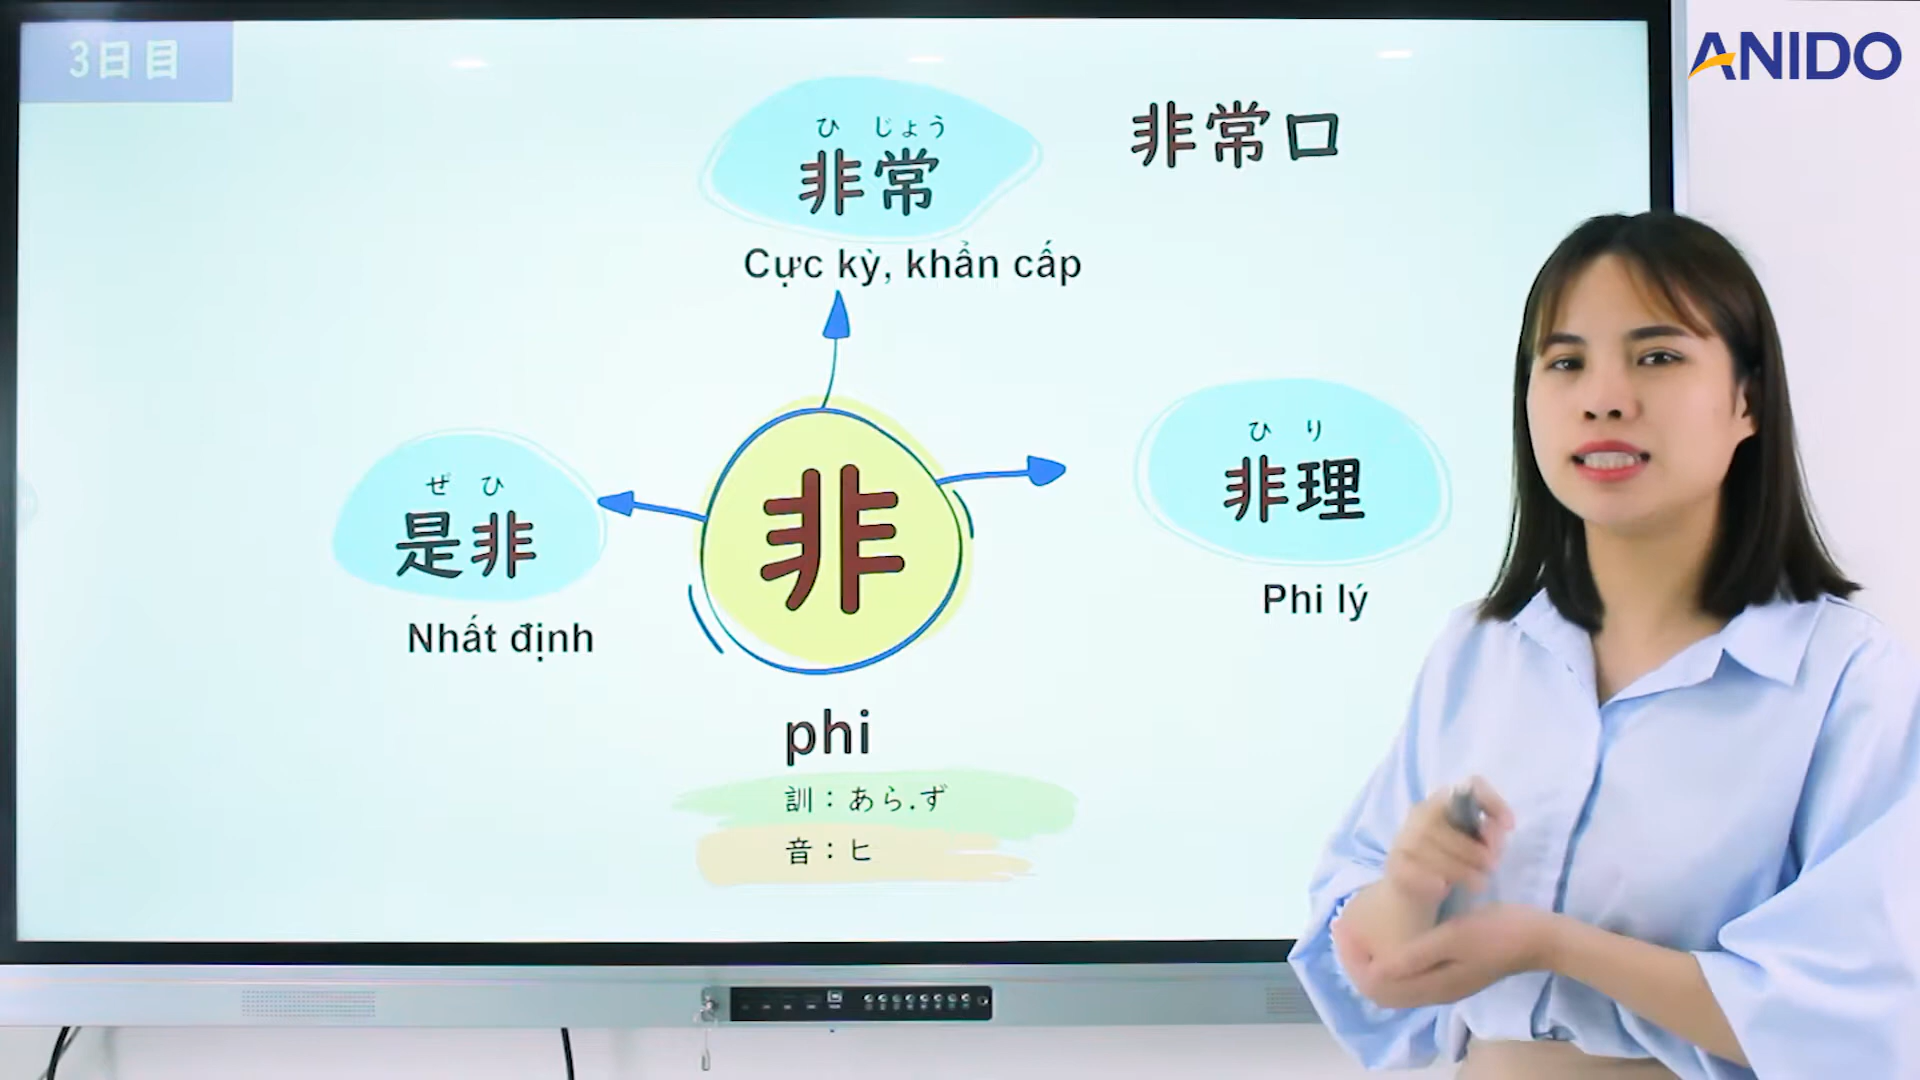 3日目
ANIDO
ひ じょう
非常
非常口
Cực kỳ, khẩn cấp
ぜ ひ
是非
Nhất định
非
ひ り
非理
Phi lý
phi
訓：あら.ず
音：ヒ